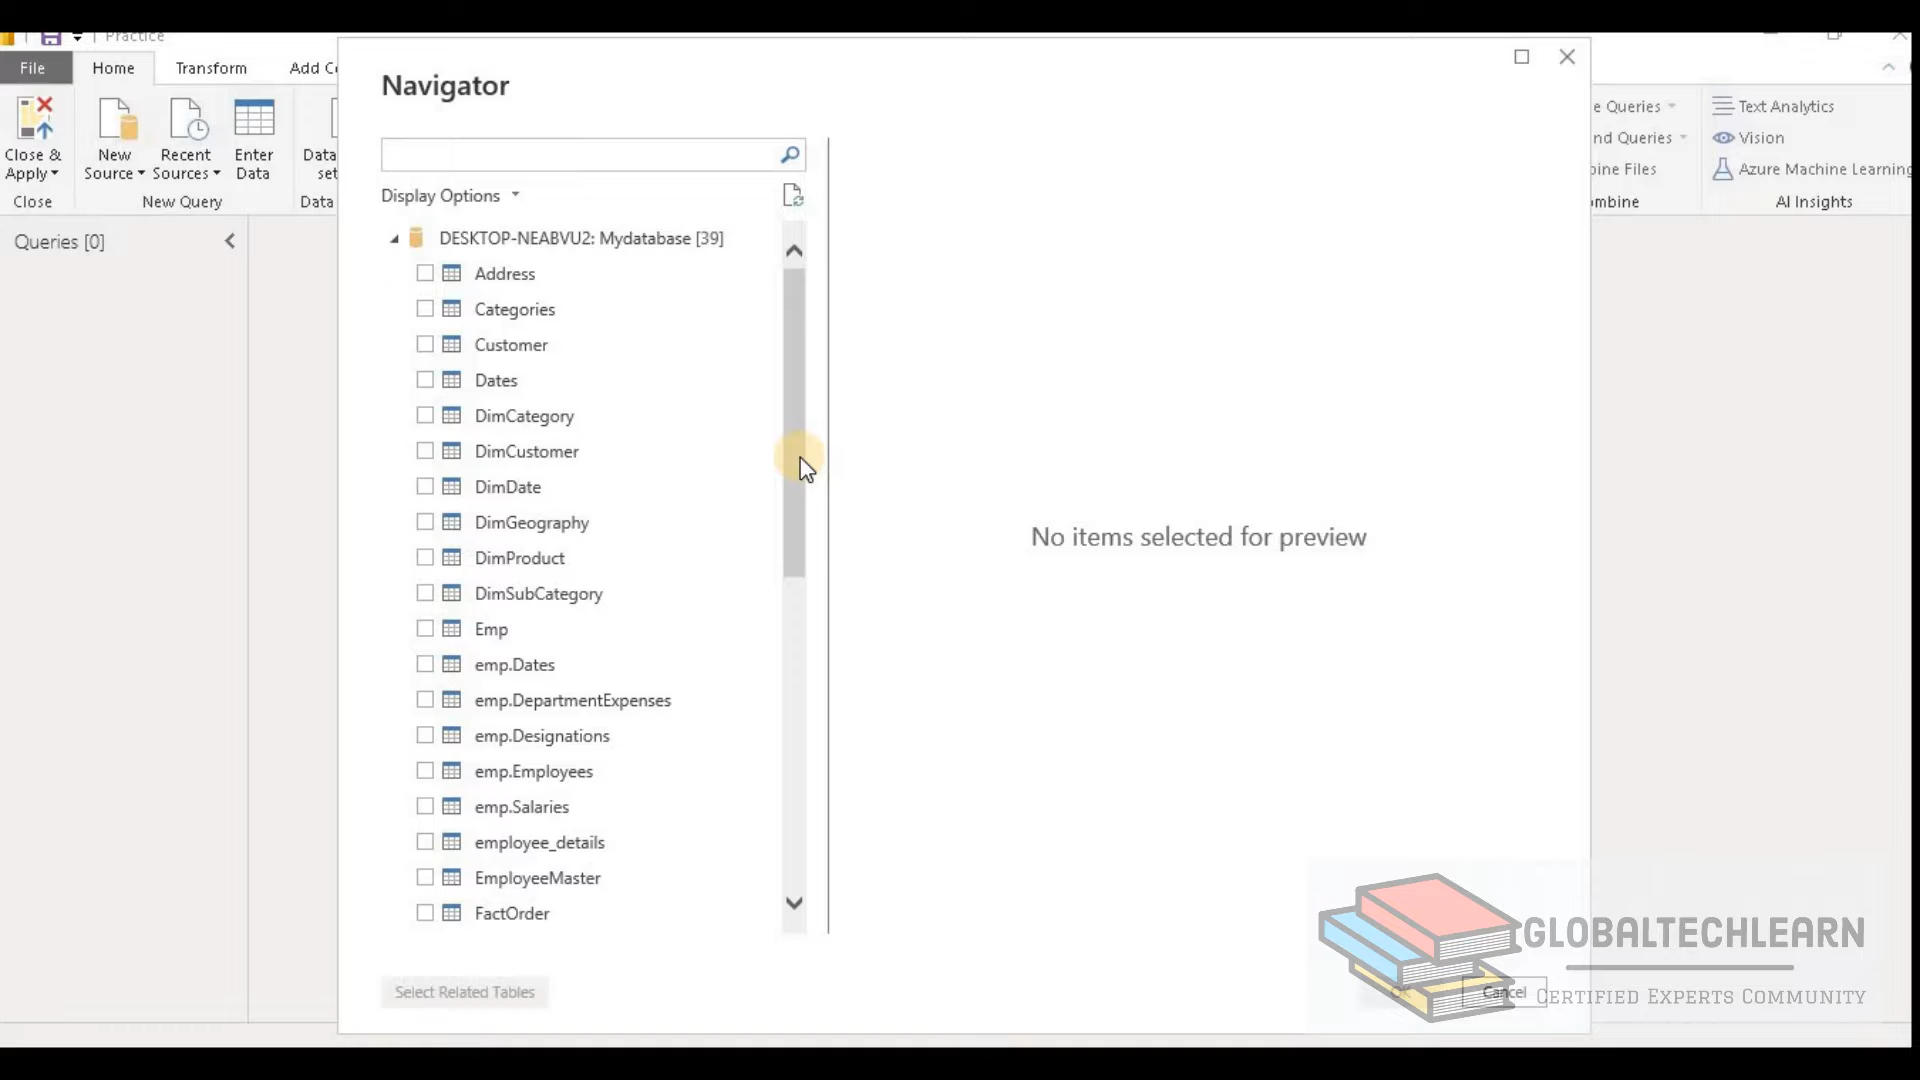 Practice
File
Home
Transform
Add C
Close & Apply
New Source
Recent Sources
Enter Data
Data
set
Close
New Query
Data
e Queries
nd Queries
bine Files
ombine
Text Analytics
Vision
Azure Machine Learning
AI Insights
Queries [0]
Navigator
Display Options
DESKTOP-NEABVU2: Mydatabase [39]
Address
Categories
Customer
Dates
DimCategory
DimCustomer
DimDate
DimGeography
DimProduct
DimSubCategory
Emp
emp.Dates
emp.DepartmentExpenses
emp.Designations
emp.Employees
emp.Salaries
employee_details
EmployeeMaster
FactOrder
No items selected for preview
Select Related Tables
OK
Cancel
GLOBALTECHLEARN
CERTIFIED EXPERTS COMMUNITY